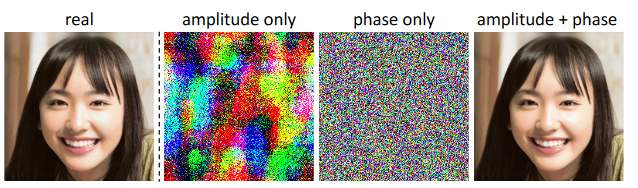 real
amplitude only
phase only
amplitude + phase